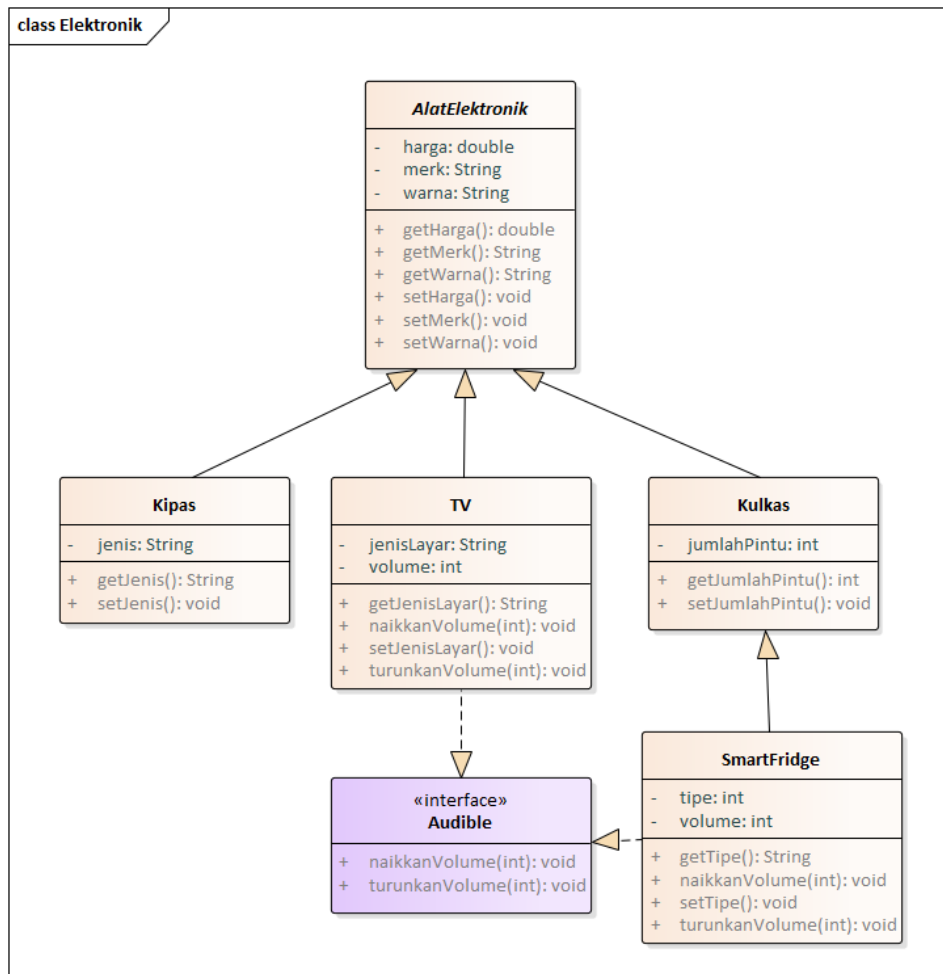 class Elektronik
AlatElektronik
- harga: double
- merk: String
- warna: String
+ getHarga(): double
+ getMerk(): String
+ getWarna(): String
+ setHarga(): void
+ setMerk(): void
+ setWarna(): void
Kipas
- jenis: String
+ getJenis(): String
+ setJenis(): void
TV
- jenisLayar: String
- volume: int
+ getJenisLayar(): String
+ naikkanVolume(int): void
+ setJenisLayar(): void
+ turunkanVolume(int): void
Kulkas
- jumlahPintu: int
+ getJumlahPintu(): int
+ setJumlahPintu(): void
«interface»
Audible
+ naikkanVolume(int): void
+ turunkanVolume(int): void
SmartFridge
- tipe: int
- volume: int
+ getTipe(): String
+ naikkanVolume(int): void
+ setTipe(): void
+ turunkanVolume(int): void